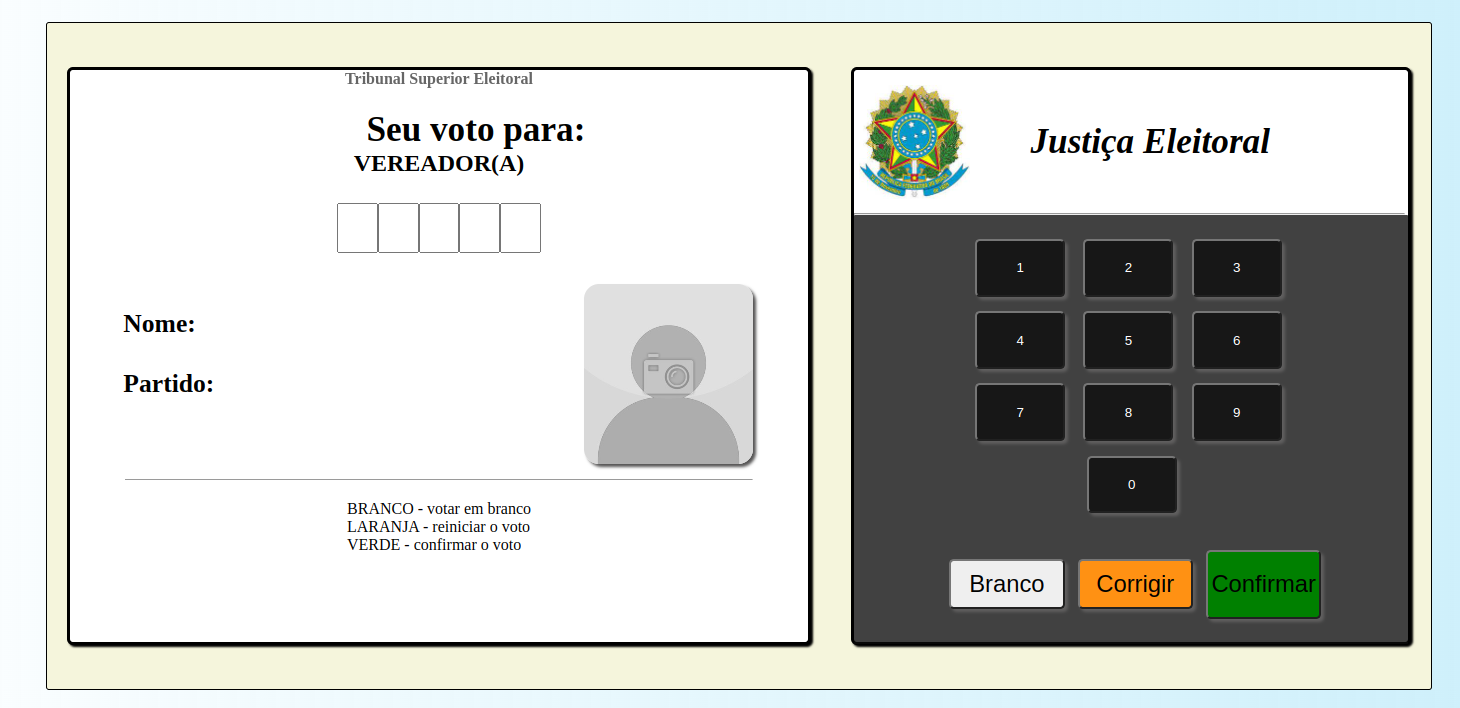 Tribunal Superior Eleitoral
Seu voto para:
VEREADOR(A)
Nome:
Partido:
BRANCO - votar em branco
LARANJA - reiniciar o voto
VERDE - confirmar o voto
Justiça Eleitoral
1 2 3
4 5 6
7 8 9
0
Branco Corrigir Confirmar